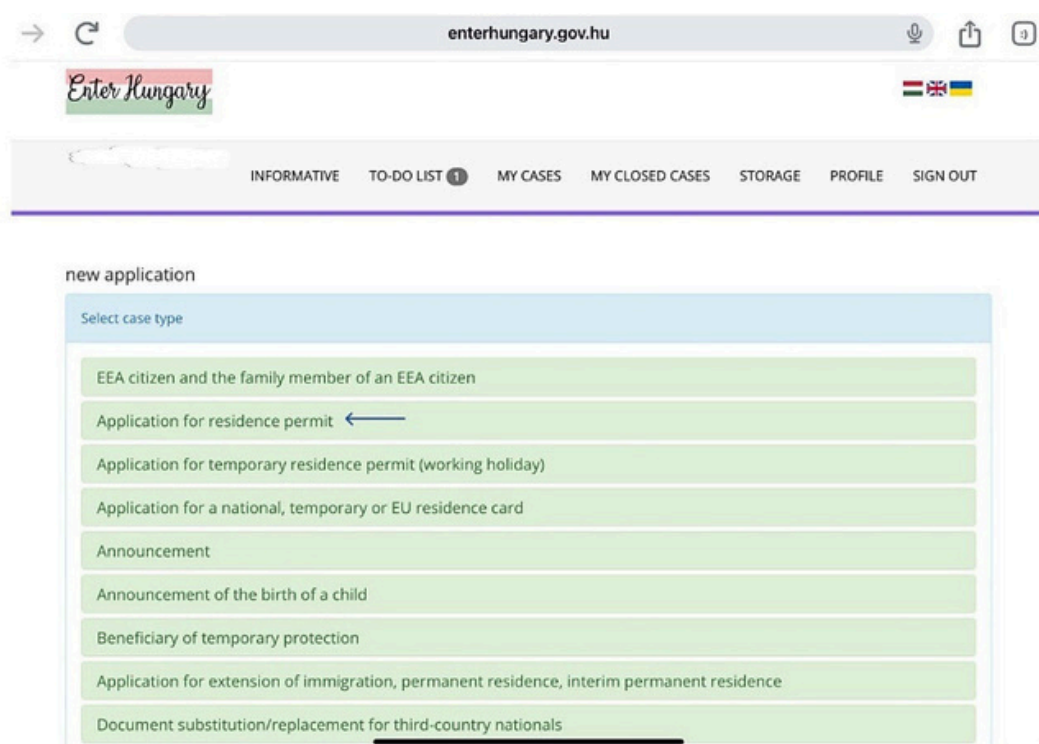 enterhungary.gov.hu
Enter Hungary
INFORMATIVE TO-DO LIST 1 MY CASES MY CLOSED CASES STORAGE PROFILE SIGN OUT
new application
Select case type
EEA citizen and the family member of an EEA citizen
Application for residence permit
Application for temporary residence permit (working holiday)
Application for a national, temporary or EU residence card
Announcement
Announcement of the birth of a child
Beneficiary of temporary protection
Application for extension of immigration, permanent residence, interim permanent residence
Document substitution/replacement for third-country nationals